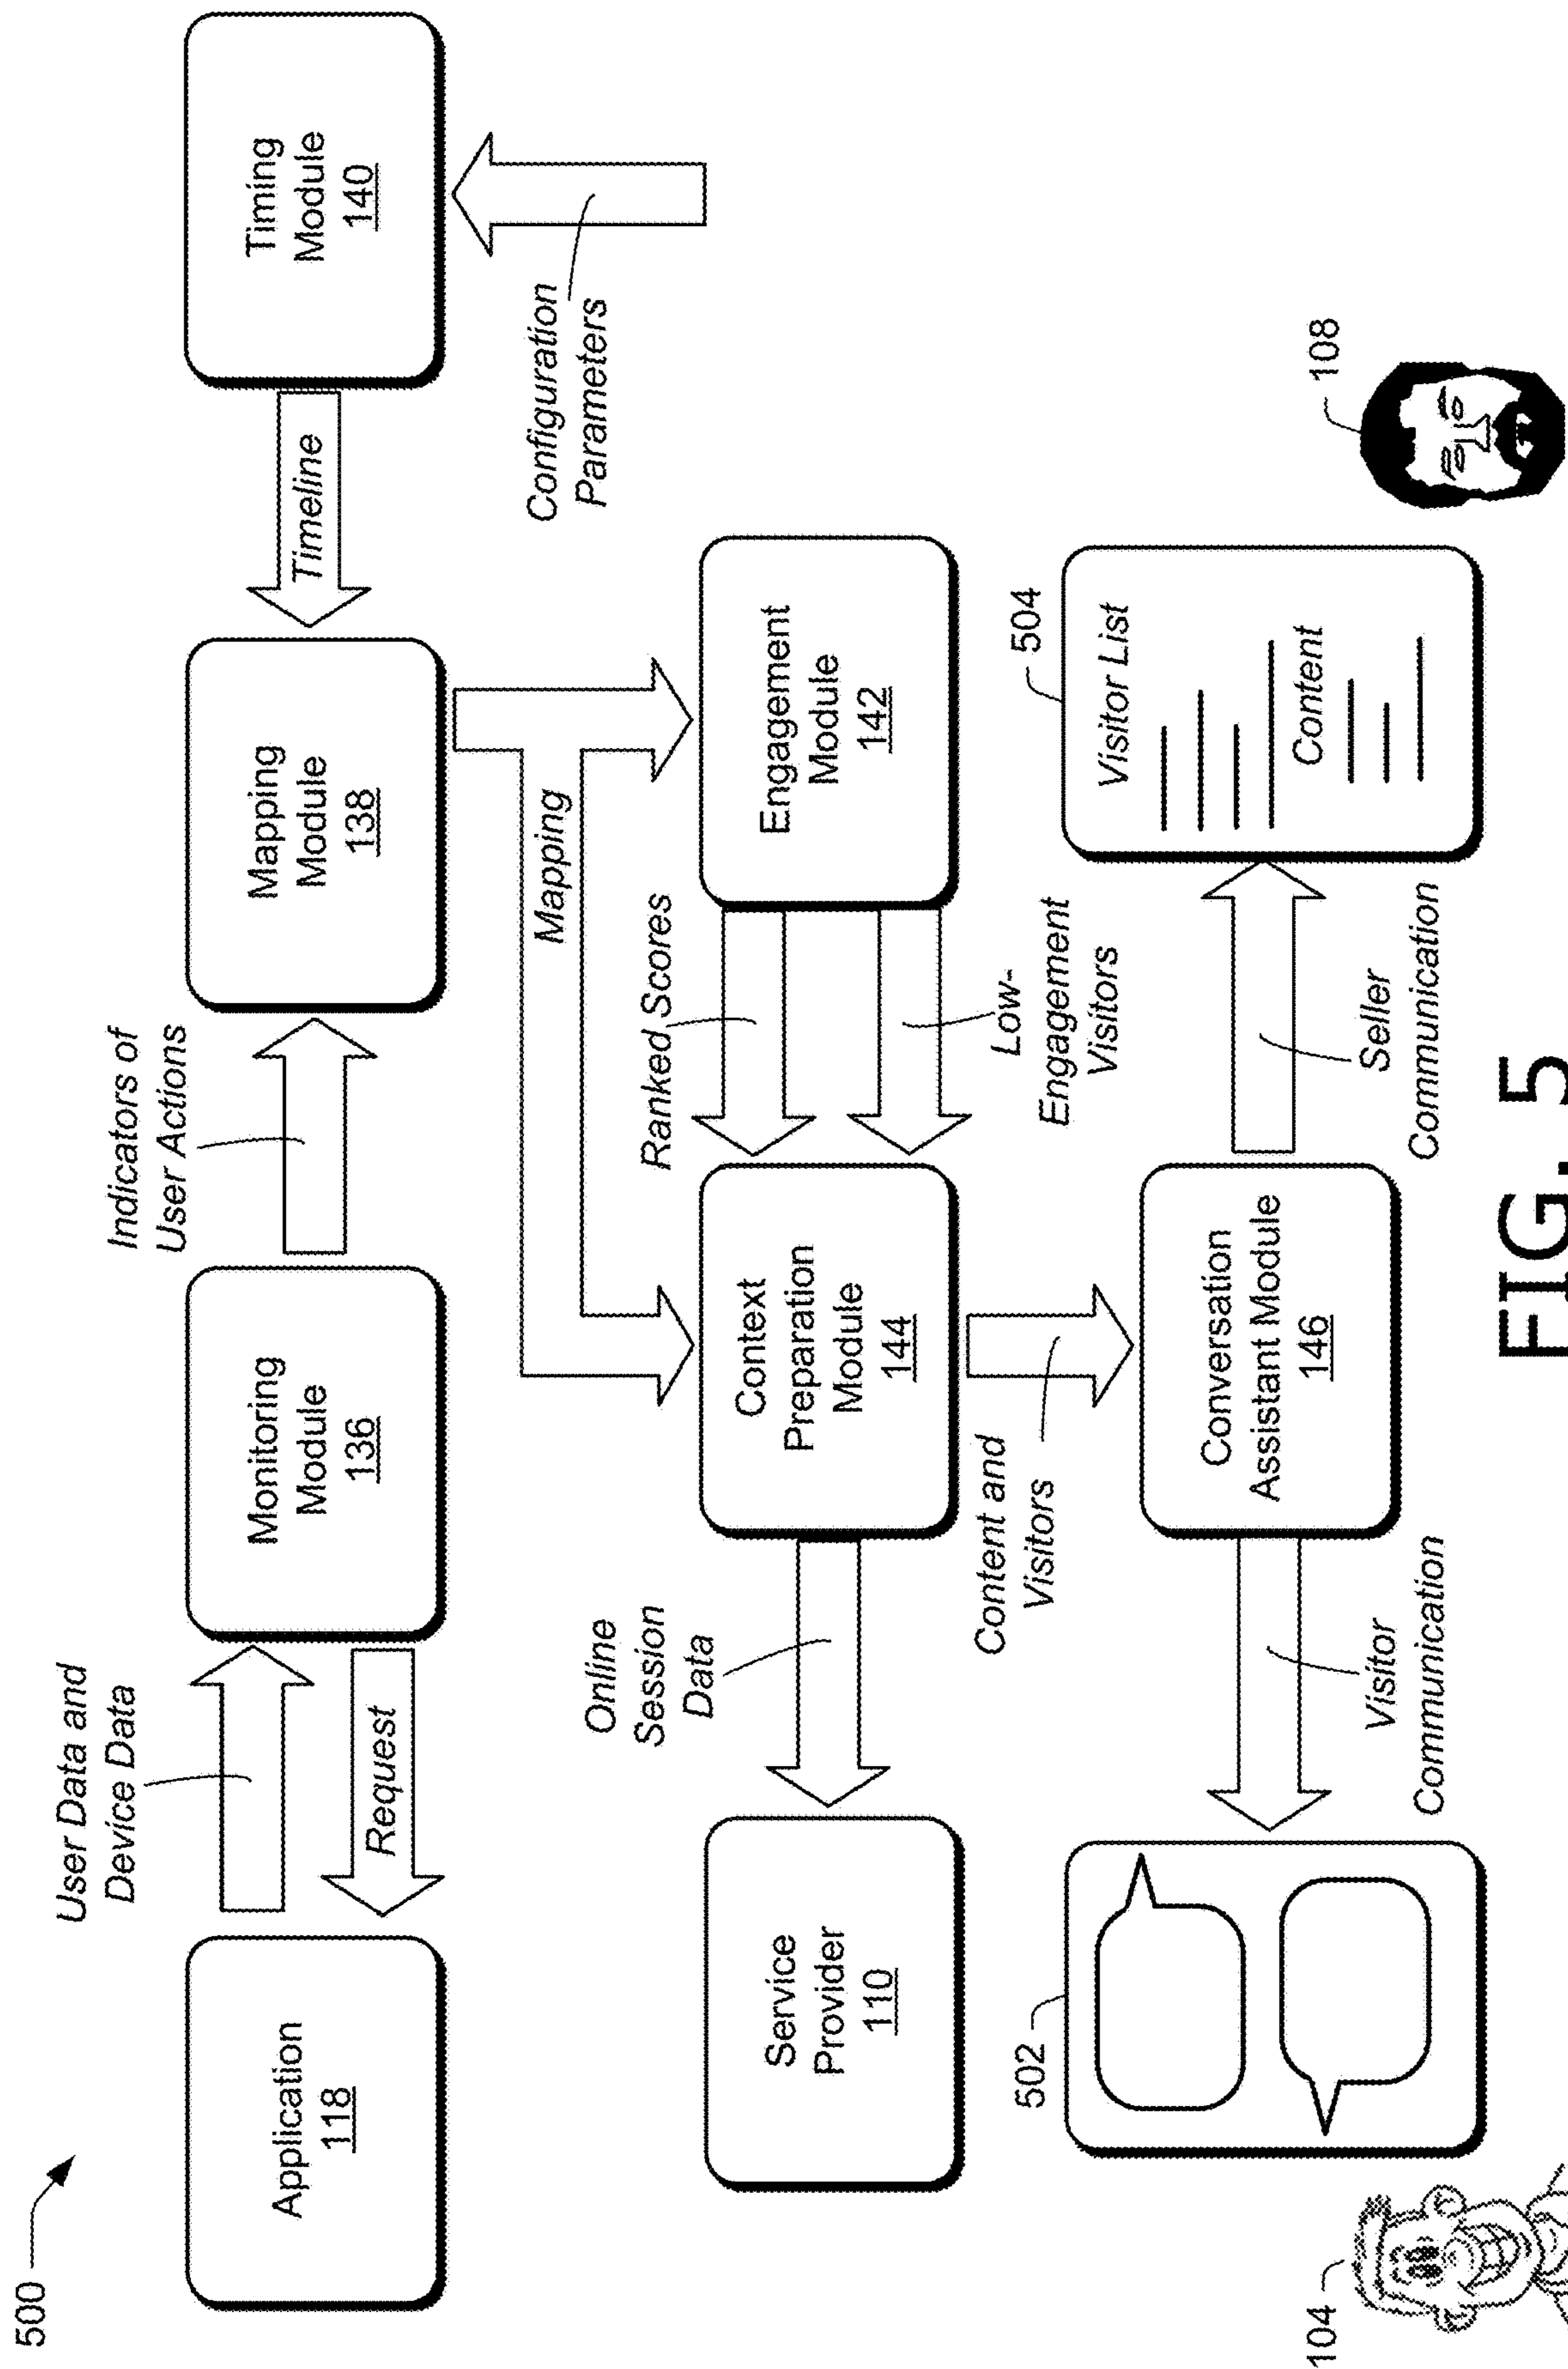 500
User Data and
Device Data
Indicators of
User Actions
Application
118
Request
Monitoring
Module
136
Mapping
Module
138
Timeline
Timing
Module
140
Configuration
Parameters
Mapping
Online
Session
Data
Ranked Scores
Service
Provider
110
Context
Preparation
Module
144
Engagement
Module
142
Content and
Visitors
Low-
Engagement
Visitors
502
504
Visitor List
Content
Conversation
Assistant Module
146
104
Visitor
Communication
Seller
Communication
108
FIG. 5